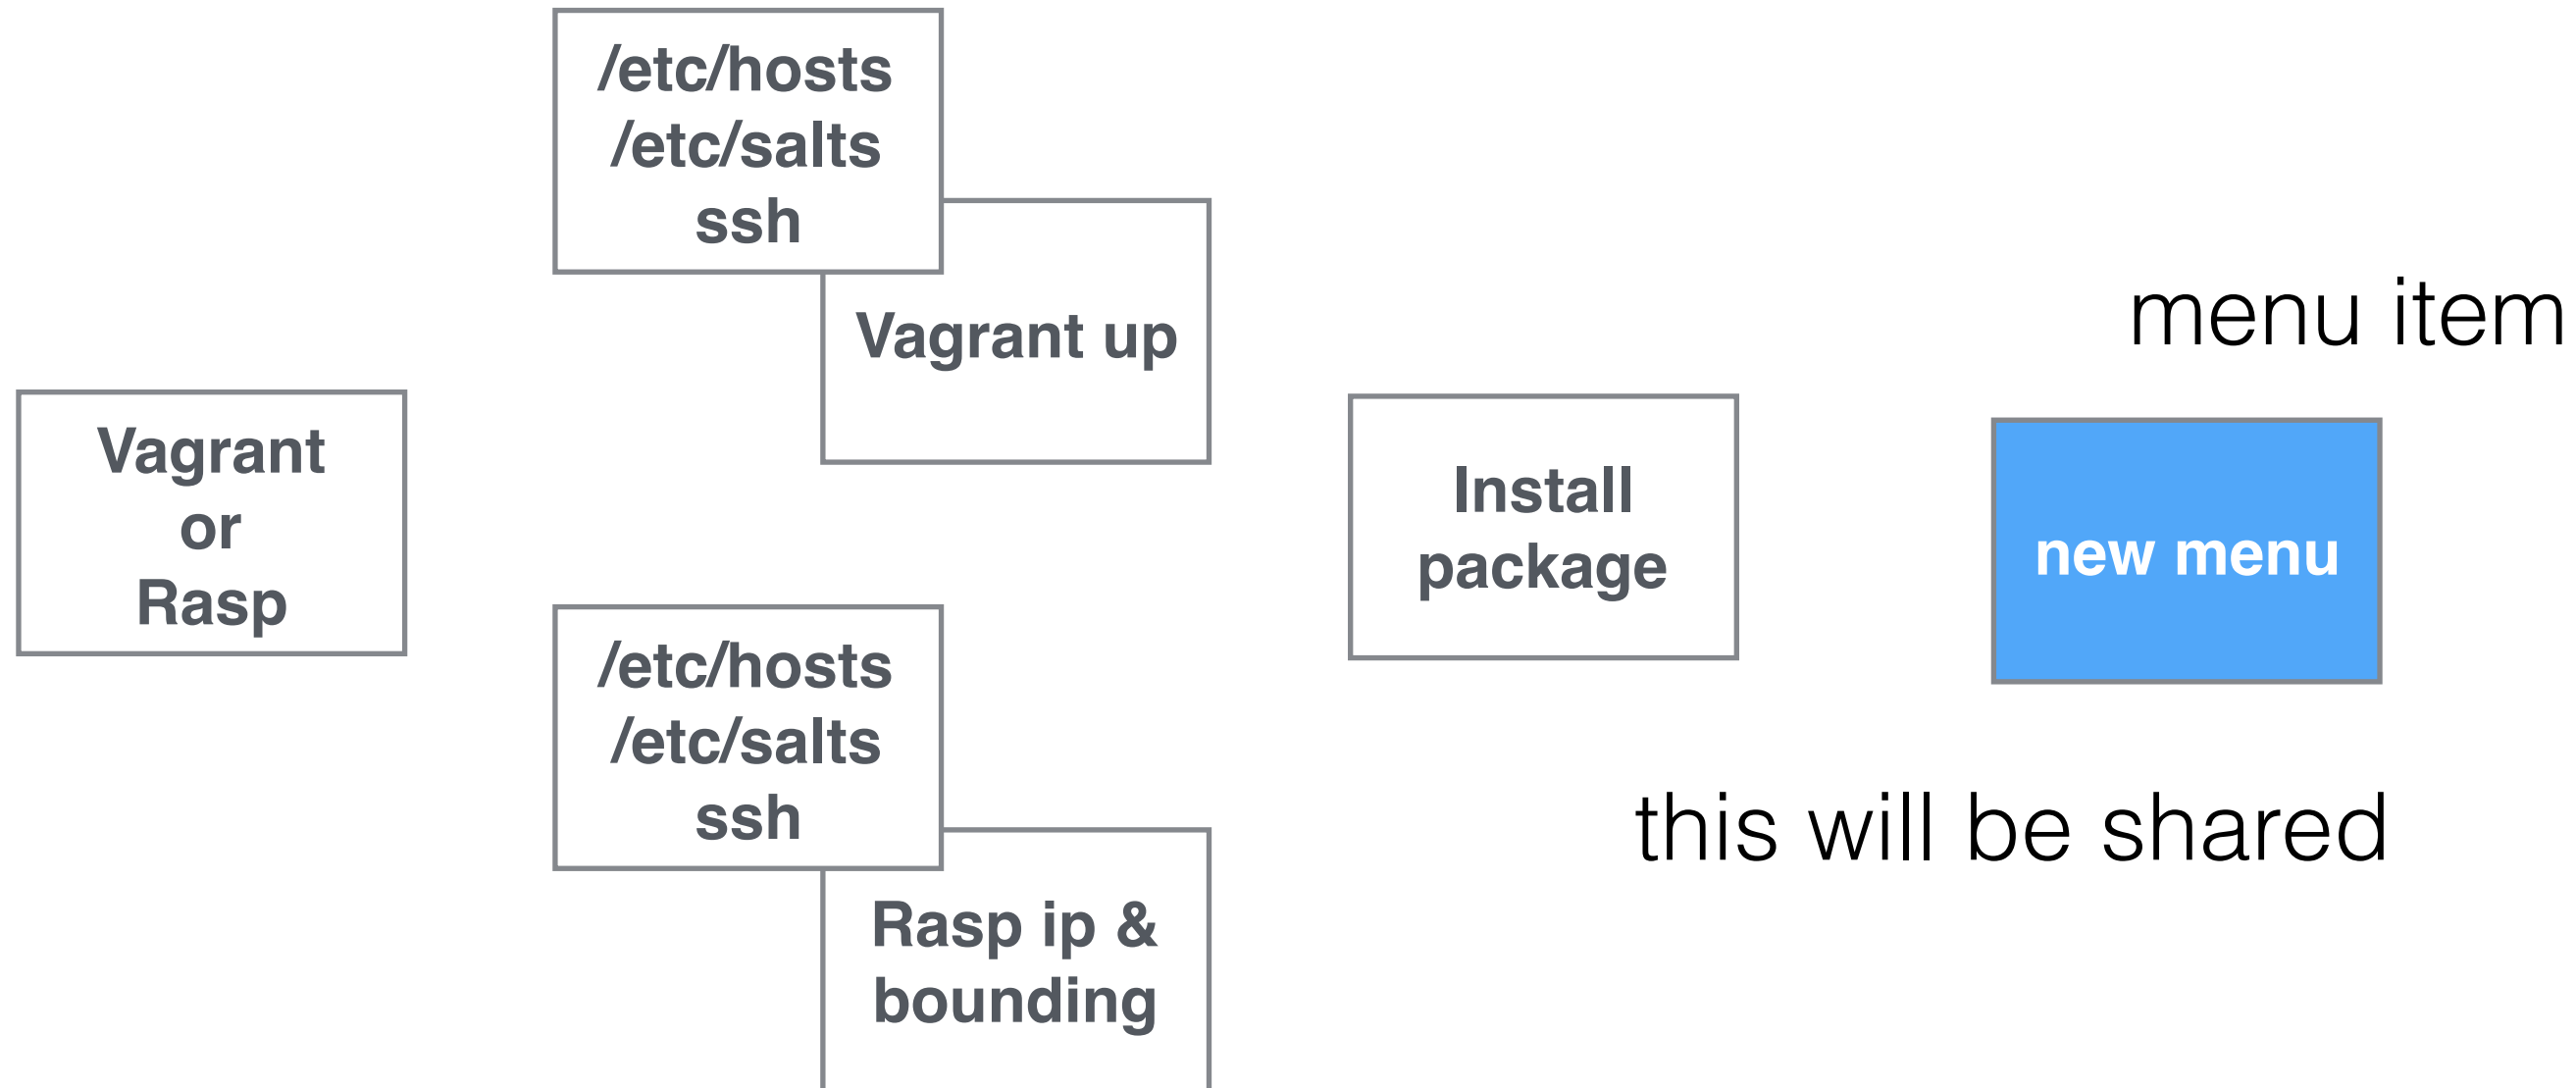 Vagrant
or
Rasp
/etc/hosts
/etc/salts
ssh
Vagrant up
/etc/hosts
/etc/salts
ssh
Rasp ip &
bounding
Install
package
menu item
new menu
this will be shared